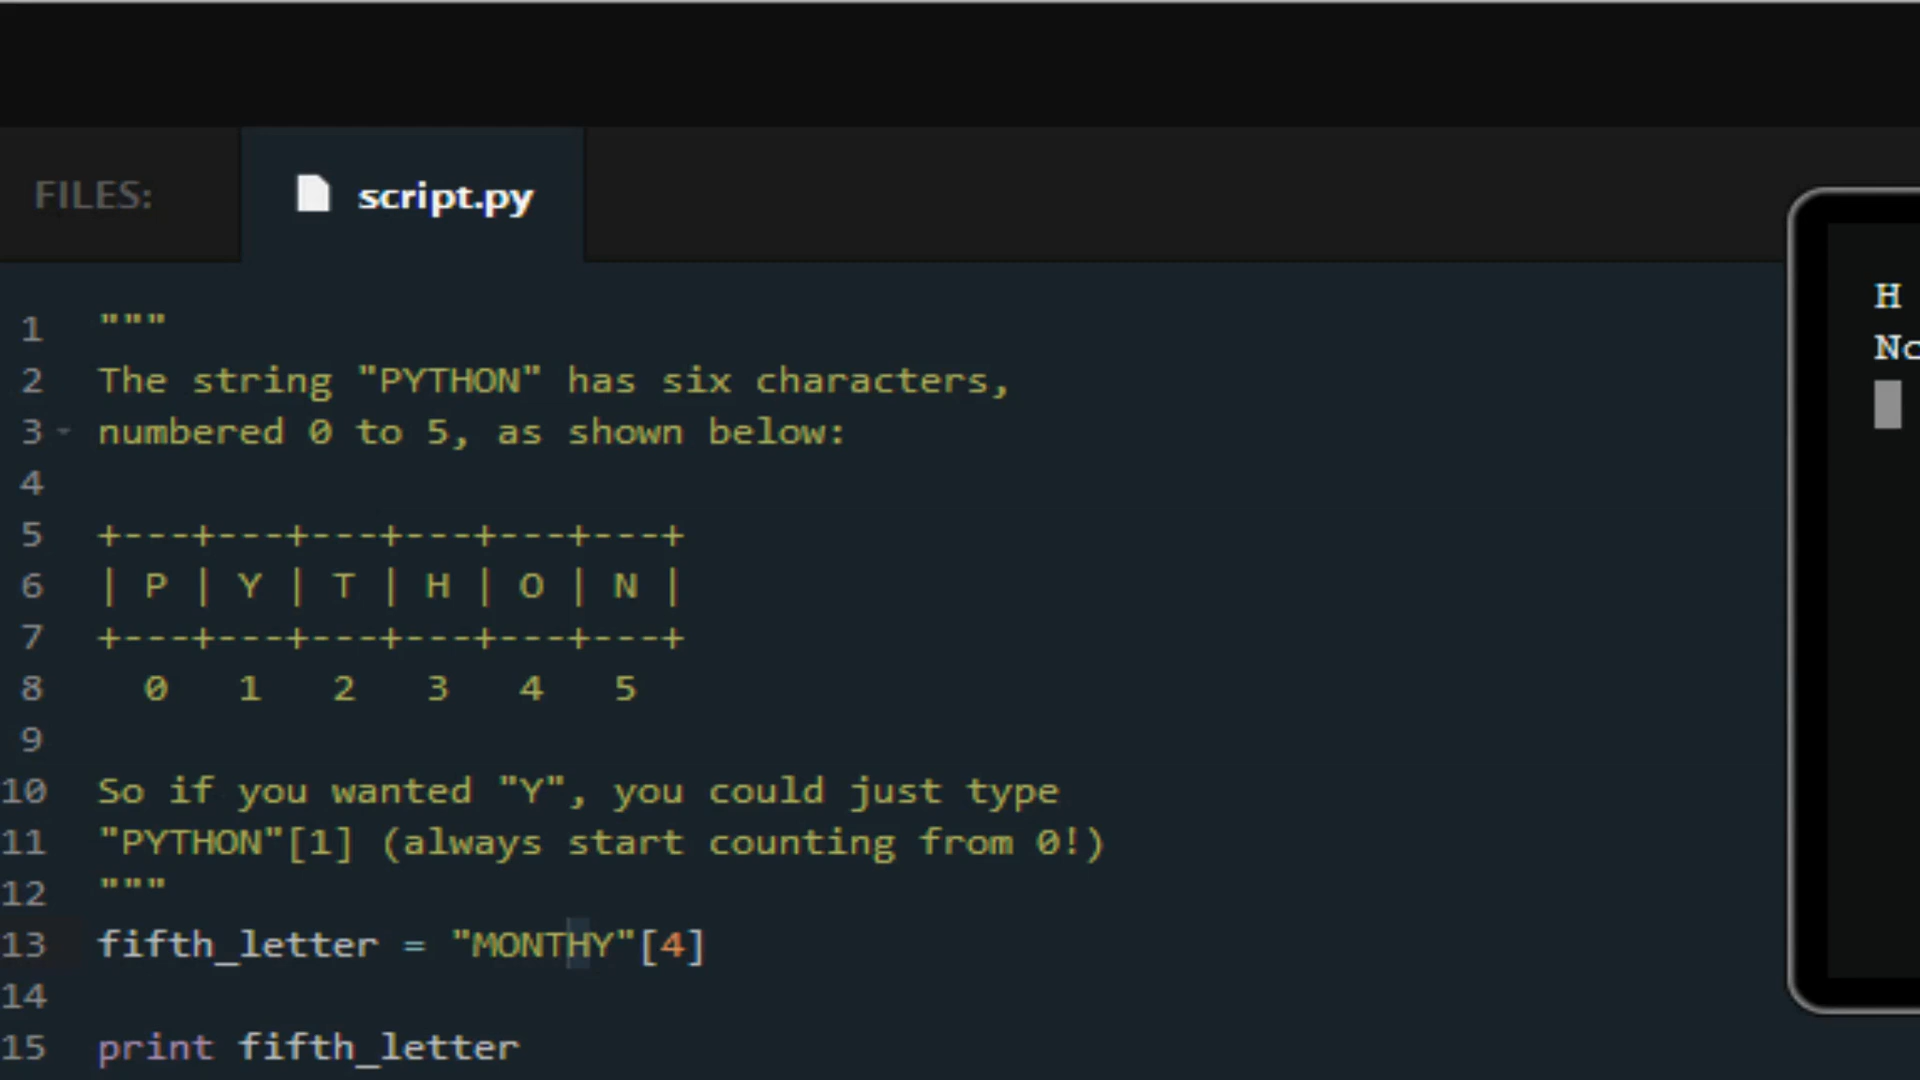 FILES: script.py
1 """
2 The string "PYTHON" has six characters,
3 numbered 0 to 5, as shown below:
4
5 +---+---+---+---+---+---+
6 | P | Y | T | H | O | N |
7 +---+---+---+---+---+---+
8 0 1 2 3 4 5
9
10 So if you wanted "Y", you could just type
11 "PYTHON"[1] (always start counting from 0!)
12 """
13 fifth_letter = "MONTHY"[4]
14
15 print fifth_letter
H